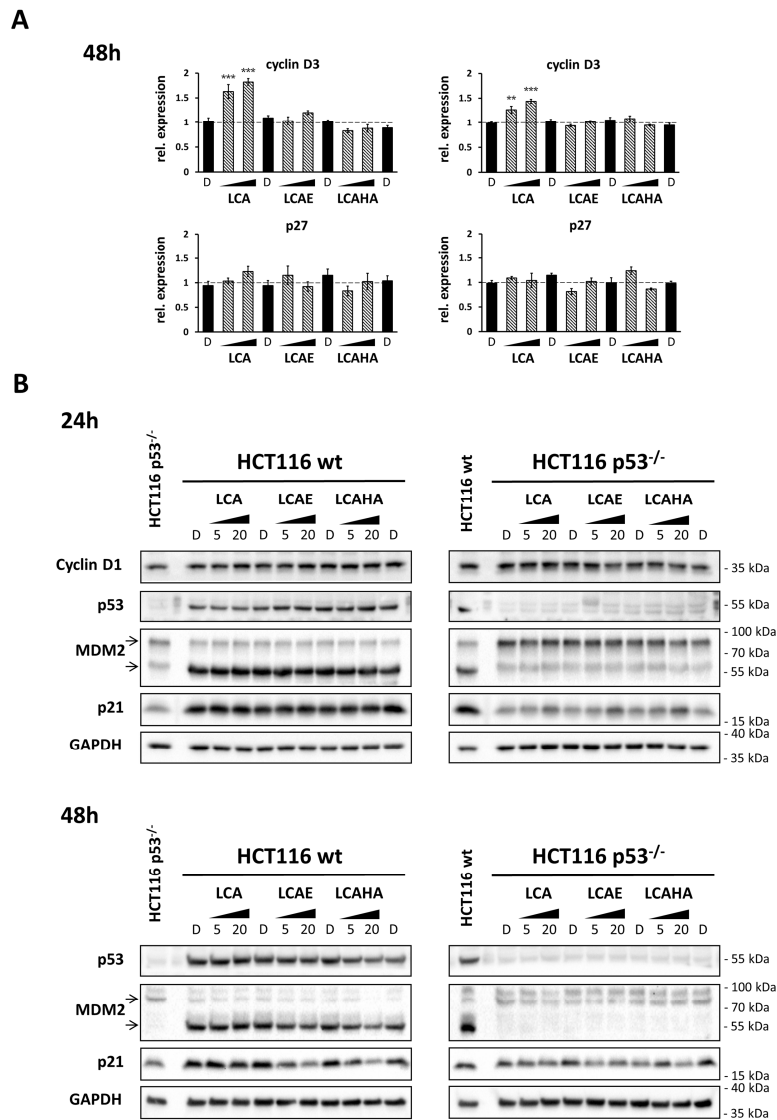 A
48h
cyclin D3
rel. expression
2
1.5
1
0.5
0
*** ***
D D D D
LCA LCAE LCAHA
cyclin D3
rel. expression
2
1.5
1
0.5
0
** ***
D D D D
LCA LCAE LCAHA
p27
rel. expression
2
1.5
1
0.5
0
D D D D
LCA LCAE LCAHA
p27
rel. expression
2
1.5
1
0.5
0
D D D D
LCA LCAE LCAHA
B
24h
HCT116 p53-/-
HCT116 wt
LCA LCAE LCAHA
D 5 20 D 5 20 D 5 20 D
HCT116 wt
HCT116 p53-/-
LCA LCAE LCAHA
D 5 20 D 5 20 D 5 20 D
Cyclin D1
- 35 kDa
p53
- 55 kDa
MDM2
- 100 kDa
- 70 kDa
- 55 kDa
p21
- 15 kDa
GAPDH
- 40 kDa
- 35 kDa
48h
HCT116 p53-/-
HCT116 wt
LCA LCAE LCAHA
D 5 20 D 5 20 D 5 20 D
HCT116 wt
HCT116 p53-/-
LCA LCAE LCAHA
D 5 20 D 5 20 D 5 20 D
p53
- 55 kDa
MDM2
- 100 kDa
- 70 kDa
- 55 kDa
p21
- 15 kDa
GAPDH
- 40 kDa
- 35 kDa